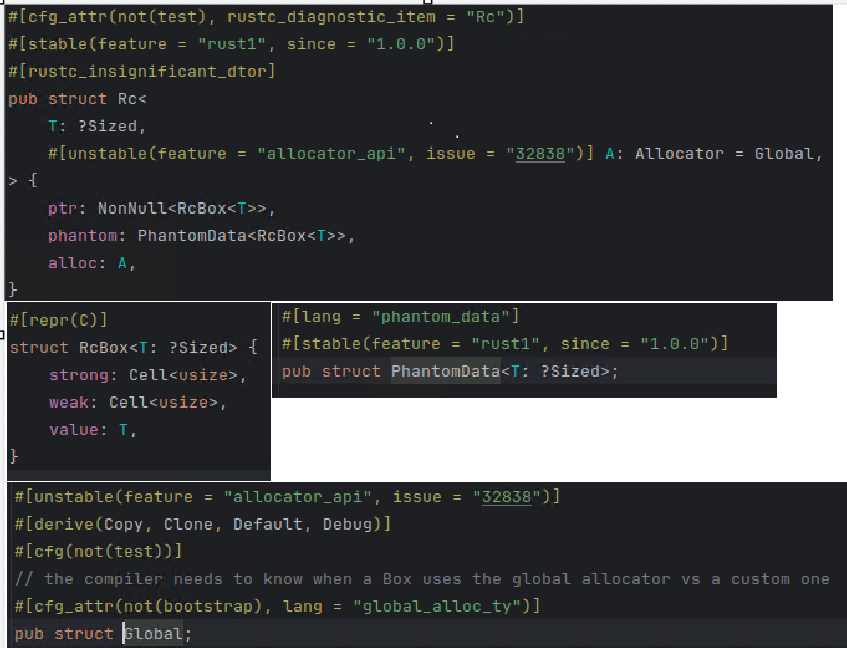 #[cfg_attr(not(test), rustc_diagnostic_item = "Rc")]
#[stable(feature = "rust1", since = "1.0.0")]
#[rustc_insignificant_dtor]
pub struct Rc<
    T: ?Sized,
    #[unstable(feature = "allocator_api", issue = "32838")] A: Allocator = Global,
> {
    ptr: NonNull<RcBox<T>>,
    phantom: PhantomData<RcBox<T>>,
    alloc: A,
}
#[repr(C)]
struct RcBox<T: ?Sized> {
    strong: Cell<usize>,
    weak: Cell<usize>,
    value: T,
}
#[lang = "phantom_data"]
#[stable(feature = "rust1", since = "1.0.0")]
pub struct PhantomData<T: ?Sized>;
#[unstable(feature = "allocator_api", issue = "32838")]
#[derive(Copy, Clone, Default, Debug)]
#[cfg(not(test))]
// the compiler needs to know when a Box uses the global allocator vs a custom one
#[cfg_attr(not(bootstrap), lang = "global_alloc_ty")]
pub struct Global;